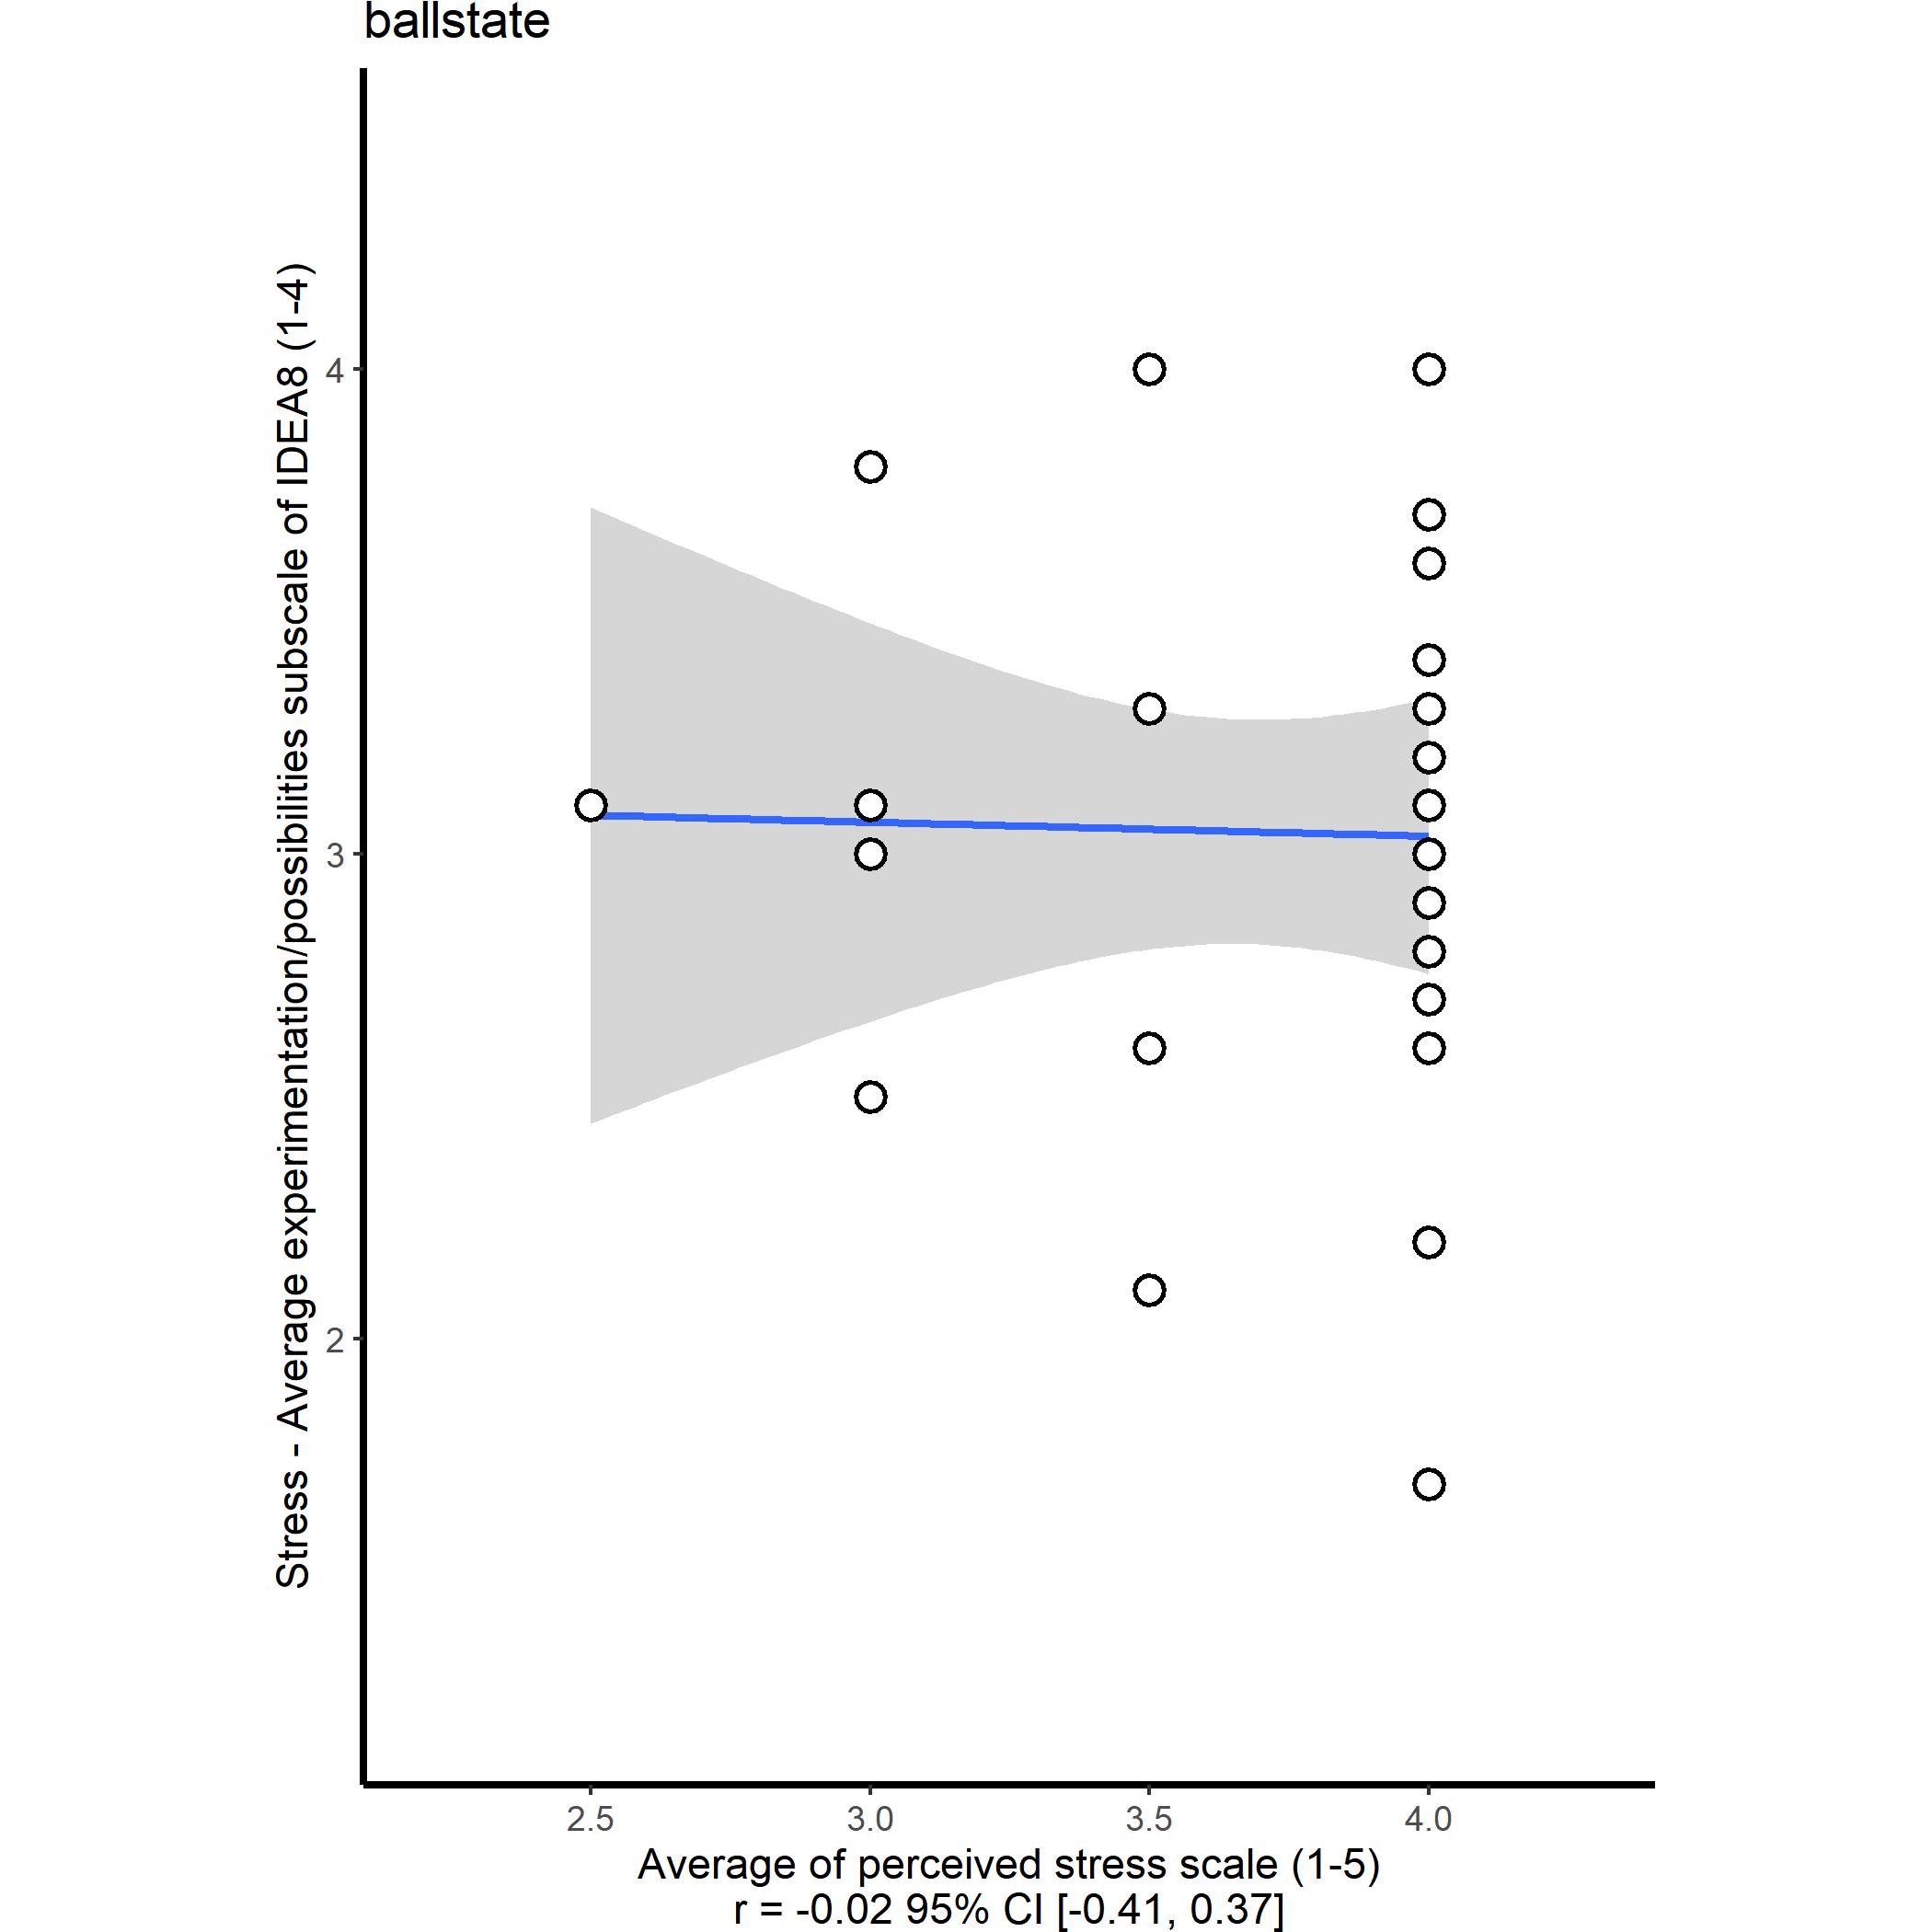 ballstate
Stress - Average experimentation/possibilities subscale of IDEA8 (1-4)
4
3
2
2.5 3.0 3.5 4.0
Average of perceived stress scale (1-5)
r = -0.02 95% CI [-0.41, 0.37]